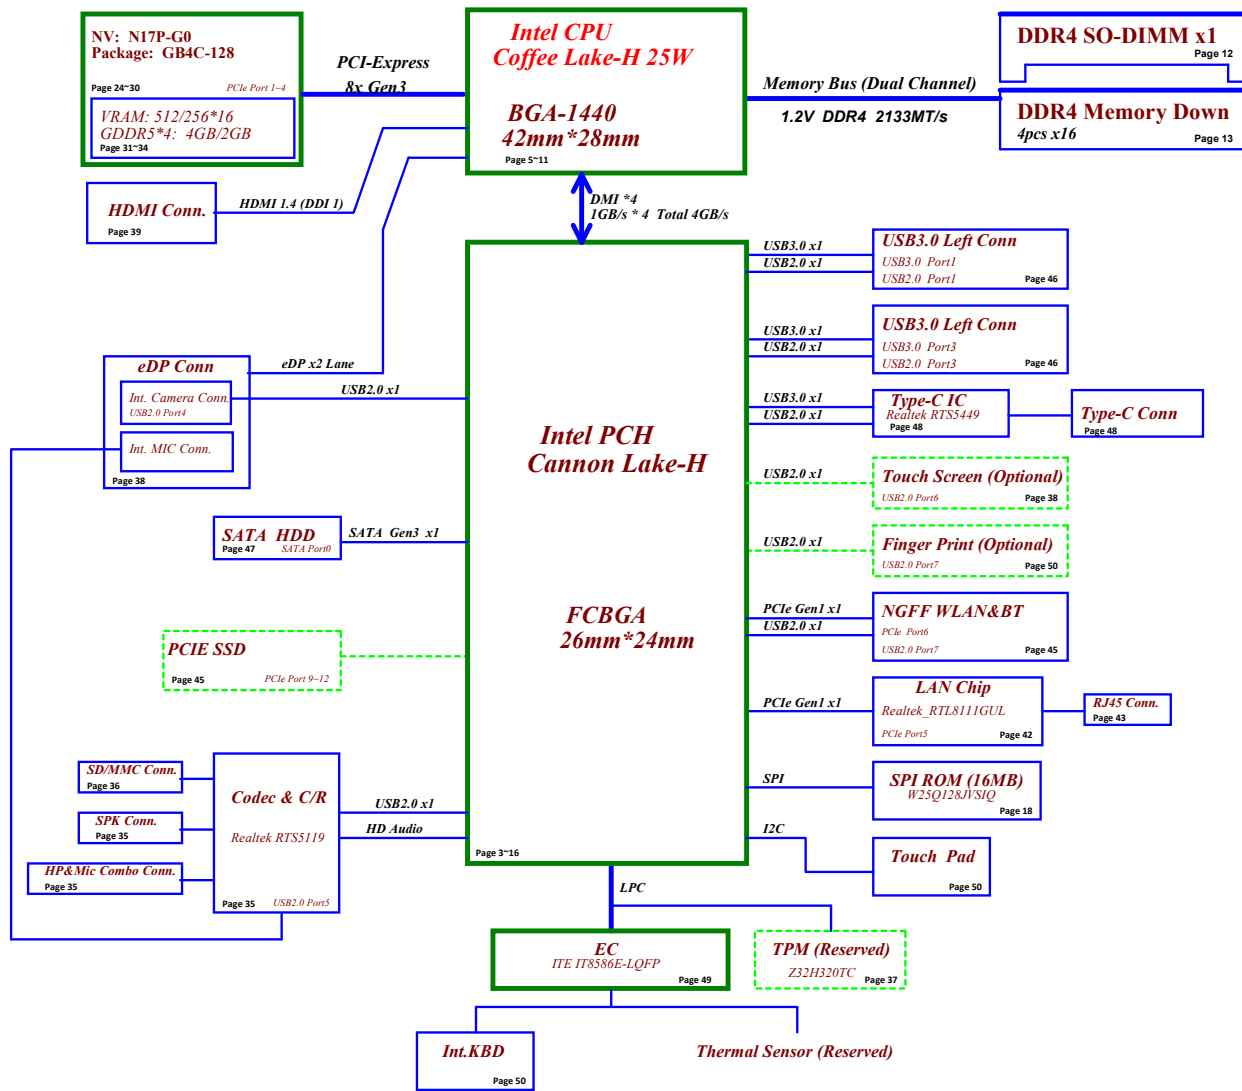 NV: N17P-G0
Package: GB4C-128
Page 24~30
PCIe Port 1~4
VRAM: 512/256*16
GDDR5*4: 4GB/2GB
Page 31~34
PCI-Express
8x Gen3
Intel CPU
Coffee Lake-H 25W
BGA-1440
42mm*28mm
Page 5~11
Memory Bus (Dual Channel)
1.2V DDR4 2133MT/s
DDR4 SO-DIMM x1
Page 12
DDR4 Memory Down
4pcs x16
Page 13
HDMI Conn.
Page 39
HDMI 1.4 (DDI 1)
DMI *4
1GB/s * 4 Total 4GB/s
USB3.0 x1
USB2.0 x1
USB3.0 Left Conn
USB3.0 Port1
USB2.0 Port1
Page 46
USB3.0 x1
USB2.0 x1
USB3.0 Left Conn
USB3.0 Port3
USB2.0 Port3
Page 46
eDP Conn
eDP x2 Lane
Int. Camera Conn.
USB2.0 Port4
USB2.0 x1
Int. MIC Conn.
Page 38
USB3.0 x1
USB2.0 x1
Type-C IC
Realtek RTS5449
Page 48
Type-C Conn
Page 48
Intel PCH
Cannon Lake-H
USB2.0 x1
Touch Screen (Optional)
USB2.0 Port6
Page 38
SATA HDD
Page 47
SATA Port0
SATA Gen3 x1
USB2.0 x1
Finger Print (Optional)
USB2.0 Port7
Page 50
FCBGA
26mm*24mm
PCIE SSD
Page 45
PCIe Port 9~12
PCIe Gen1 x1
USB2.0 x1
NGFF WLAN&BT
PCIe Port6
USB2.0 Port7
Page 45
PCIe Gen1 x1
LAN Chip
Realtek_RTL8111GUL
PCIe Port5
Page 42
RJ45 Conn.
Page 43
SD/MMC Conn.
Page 36
SPK Conn.
Page 35
HP&Mic Combo Conn.
Page 35
Codec & C/R
Realtek RTS5119
Page 35
USB2.0 Port5
USB2.0 x1
HD Audio
SPI
SPI ROM (16MB)
W25Q128JVSIQ
Page 18
I2C
Touch Pad
Page 50
Page 3~16
LPC
EC
ITE IT8586E-LQFP
Page 49
TPM (Reserved)
Z32H320TC
Page 37
Int.KBD
Page 50
Thermal Sensor (Reserved)